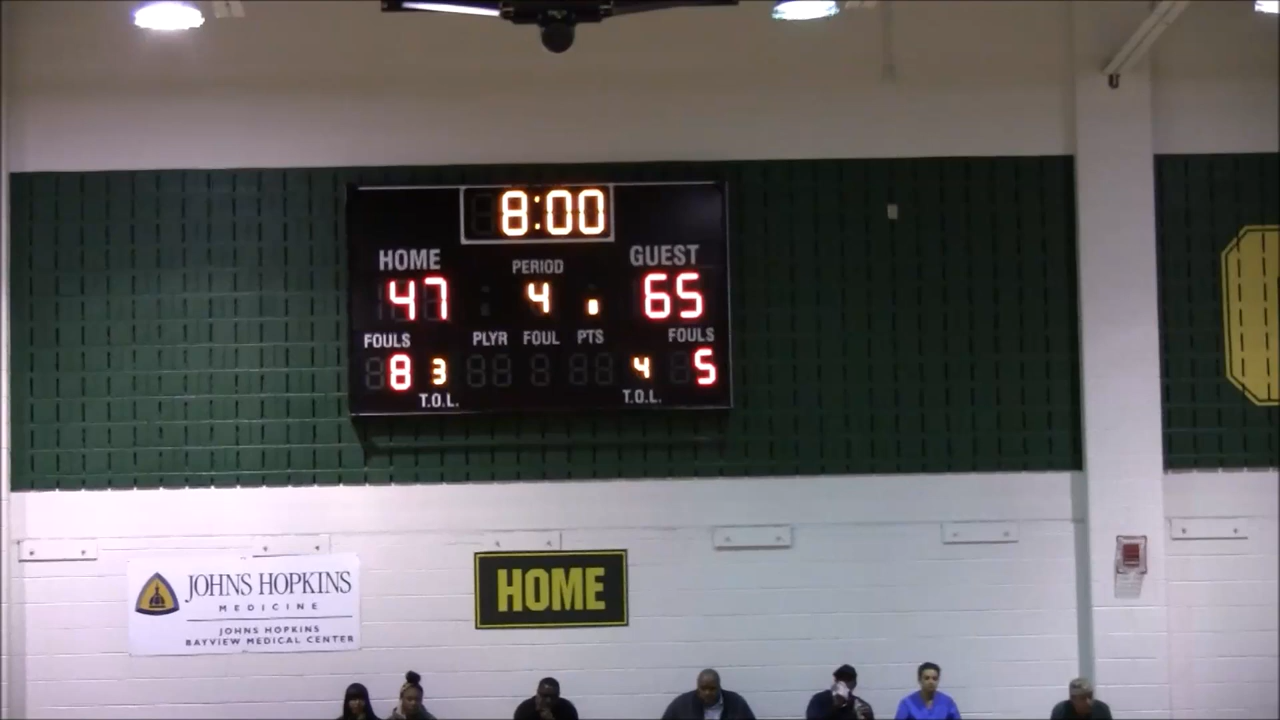 8:00
HOME
PERIOD
GUEST
47
4
65
FOULS
PLYR
FOUL
PTS
FOULS
8
3
4
5
T.O.L.
T.O.L.
JOHNS HOPKINS
MEDICINE
JOHNS HOPKINS
BAYVIEW MEDICAL CENTER
HOME